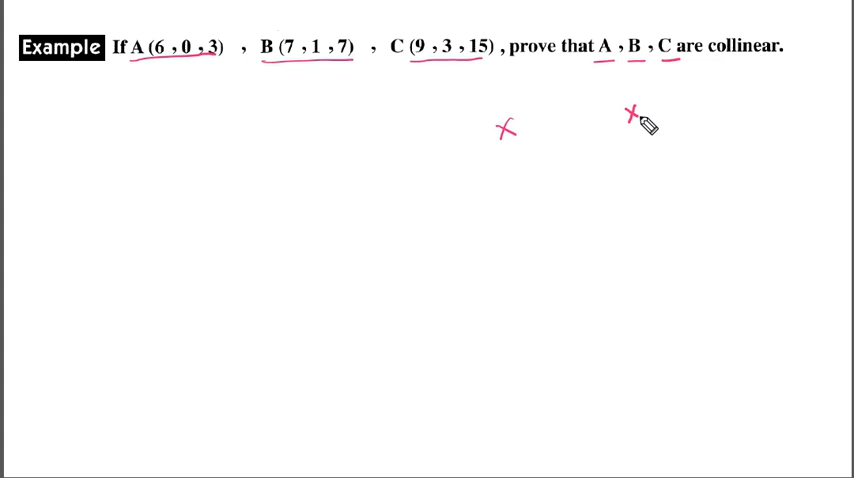 Example If A (6 , 0 , 3) , B (7 , 1 , 7) , C (9 , 3 , 15) , prove that A , B , C are collinear.